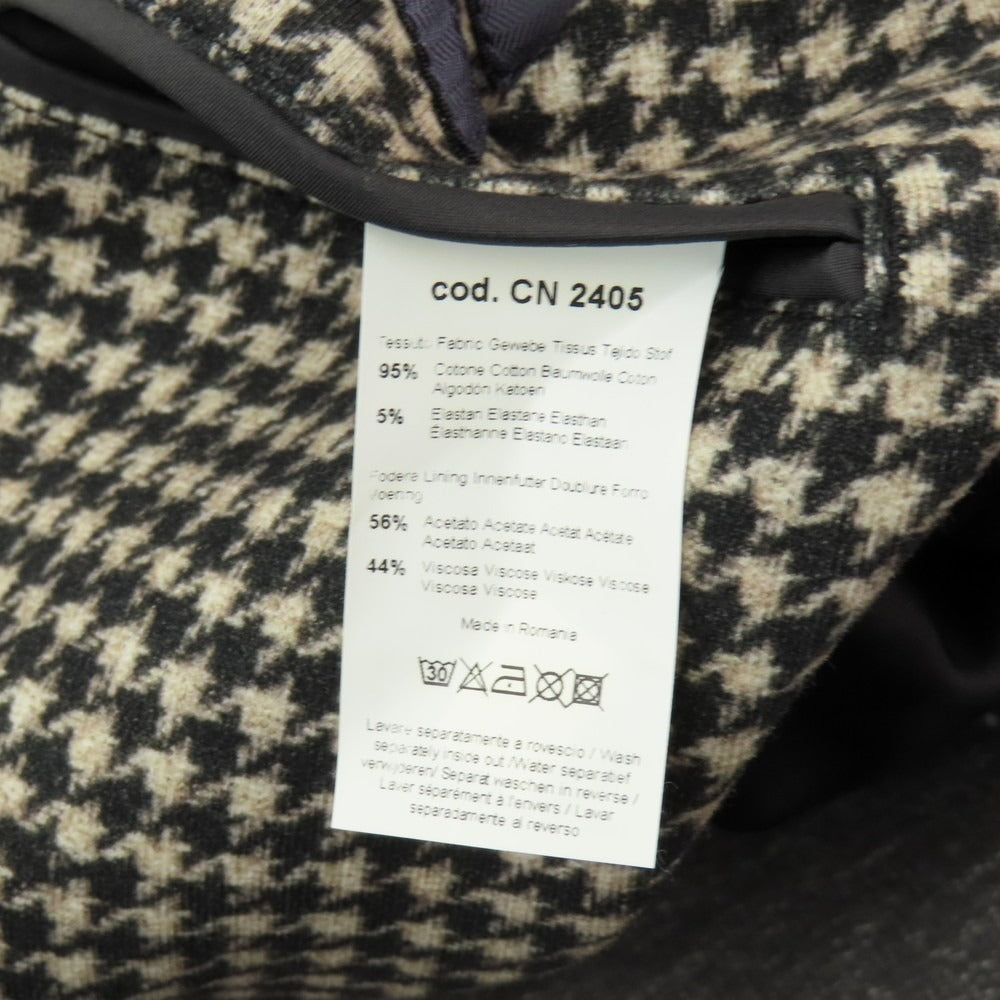 cod. CN 2405
Tessuto Fabric Gewebe Tissus Tejido Stof
95% Cotone Cotton Baumwolle Coton
Algodón Katoen
5% Elastan Elastane Elasthan
Elasthanne Elastano Elastaan
Fodera Lining Innenfutter Doublure Forro
Voering
56% Acetato Acetate Acetat Acétate
Acetato Acetaat
44% Viscosa Viscose Viskose Viscose
Viscosa Viscose
Made in Romania
30
Lavare separatamente a rovescio / Wash
separately inside out /Water separabef
verwijderen/ Separat waschen in reverse /
Laver séparément à l'envers / Lavar
separadamente al reverso